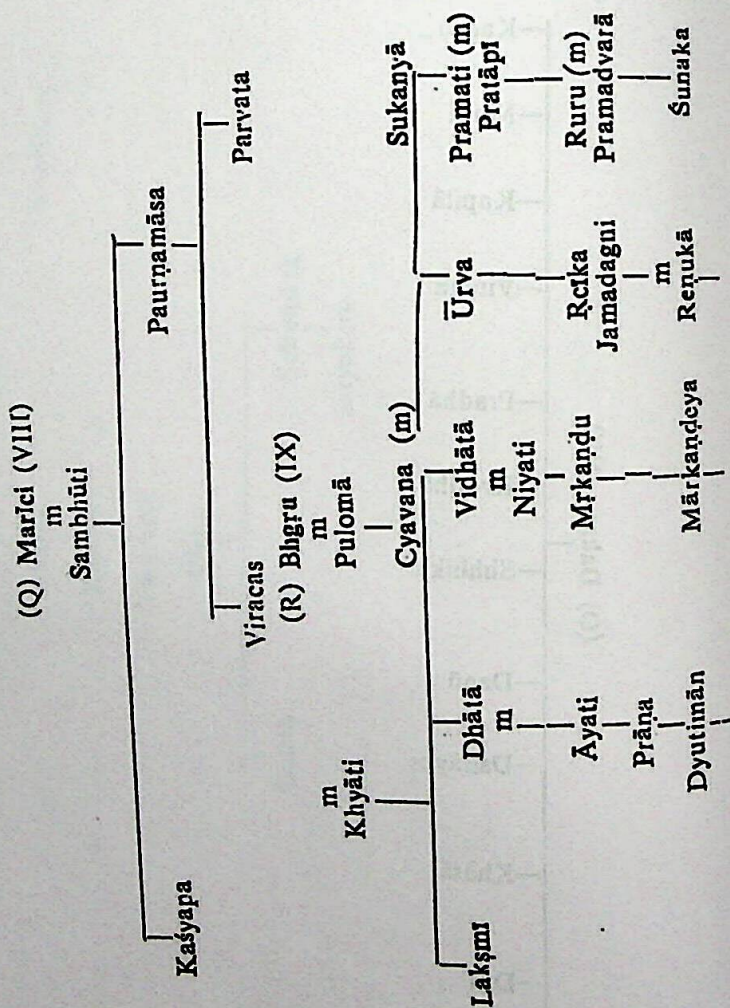 (Q) Marīci (VIII)
m
Sambhūti
Kaśyapa Paurṇamāsa
Viracas Parvata
(R) Bhgṛu (IX)
m m
Khyāti Pulomā
Cyavana (m) Sukanyā
Lakṣmī Dhātā Vidhātā Ūrva Pramati (m)
m m Pratāpī
Niyati
Āyati Mṛkaṇḍu Ṛcīka Ruru (m)
Prāṇa Jamadagni Pramadvarā
m
Dyutimān Mārkaṇḍeya Reṇukā Śunaka